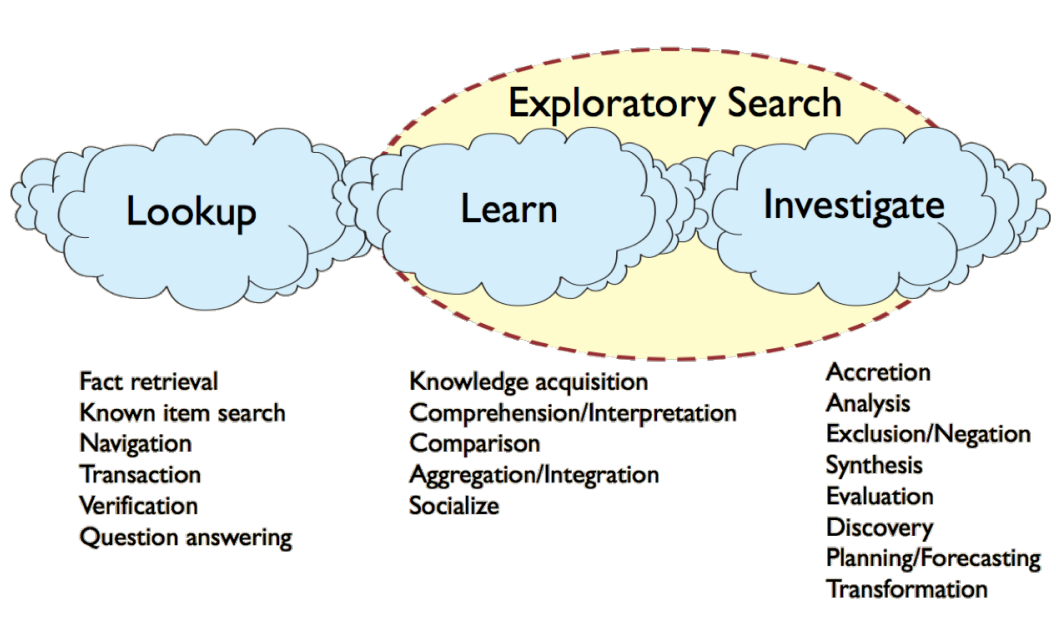 Exploratory Search
Lookup
Learn
Investigate
Fact retrieval
Known item search
Navigation
Transaction
Verification
Question answering
Knowledge acquisition
Comprehension/Interpretation
Comparison
Aggregation/Integration
Socialize
Accretion
Analysis
Exclusion/Negation
Synthesis
Evaluation
Discovery
Planning/Forecasting
Transformation